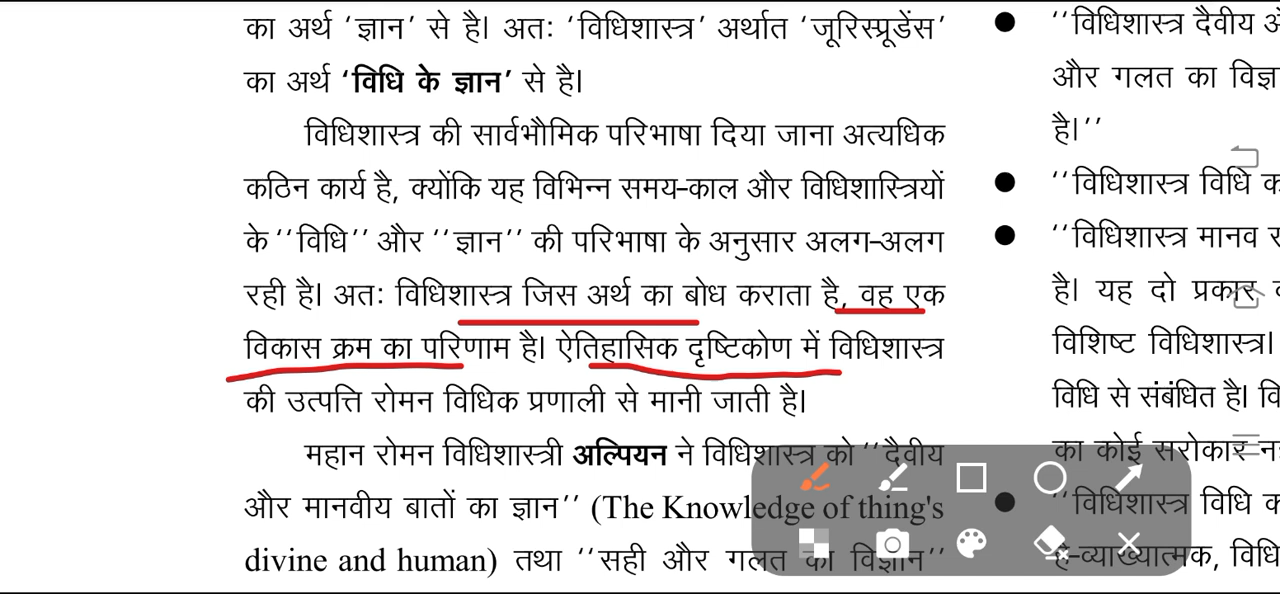 का अर्थ ‘ज्ञान’ से है। अतः ‘विधिशास्त्र’ अर्थात ‘जूरिस्प्रूडेंस’
का अर्थ ‘विधि के ज्ञान’ से है।
विधिशास्त्र की सार्वभौमिक परिभाषा दिया जाना अत्यधिक
कठिन कार्य है, क्योंकि यह विभिन्न समय-काल और विधिशास्त्रियों
के ‘‘विधि’’ और ‘‘ज्ञान’’ की परिभाषा के अनुसार अलग-अलग
रही है। अतः विधिशास्त्र जिस अर्थ का बोध कराता है, वह एक
विकास क्रम का परिणाम है। ऐतिहासिक दृष्टिकोण में विधिशास्त्र
की उत्पत्ति रोमन विधिक प्रणाली से मानी जाती है।
महान रोमन विधिशास्त्री अल्पियन ने विधिशास्त्र को ‘‘दैवीय
और मानवीय बातों का ज्ञान’’ (The Knowledge of thing's
divine and human) तथा ‘‘सही और गलत का विज्ञान’’
● ‘‘विधिशास्त्र दैवीय
और गलत का
है।’’
● ‘‘विधिशास्त्र विधि
● ‘‘विधिशास्त्र मानव
है। यह दो प्रकार
विशिष्ट विधिशास्त्र।
विधि से संबंधित है।
का कोई सरोकार
● ‘‘विधिशास्त्र विधि
है-व्याख्यात्मक,